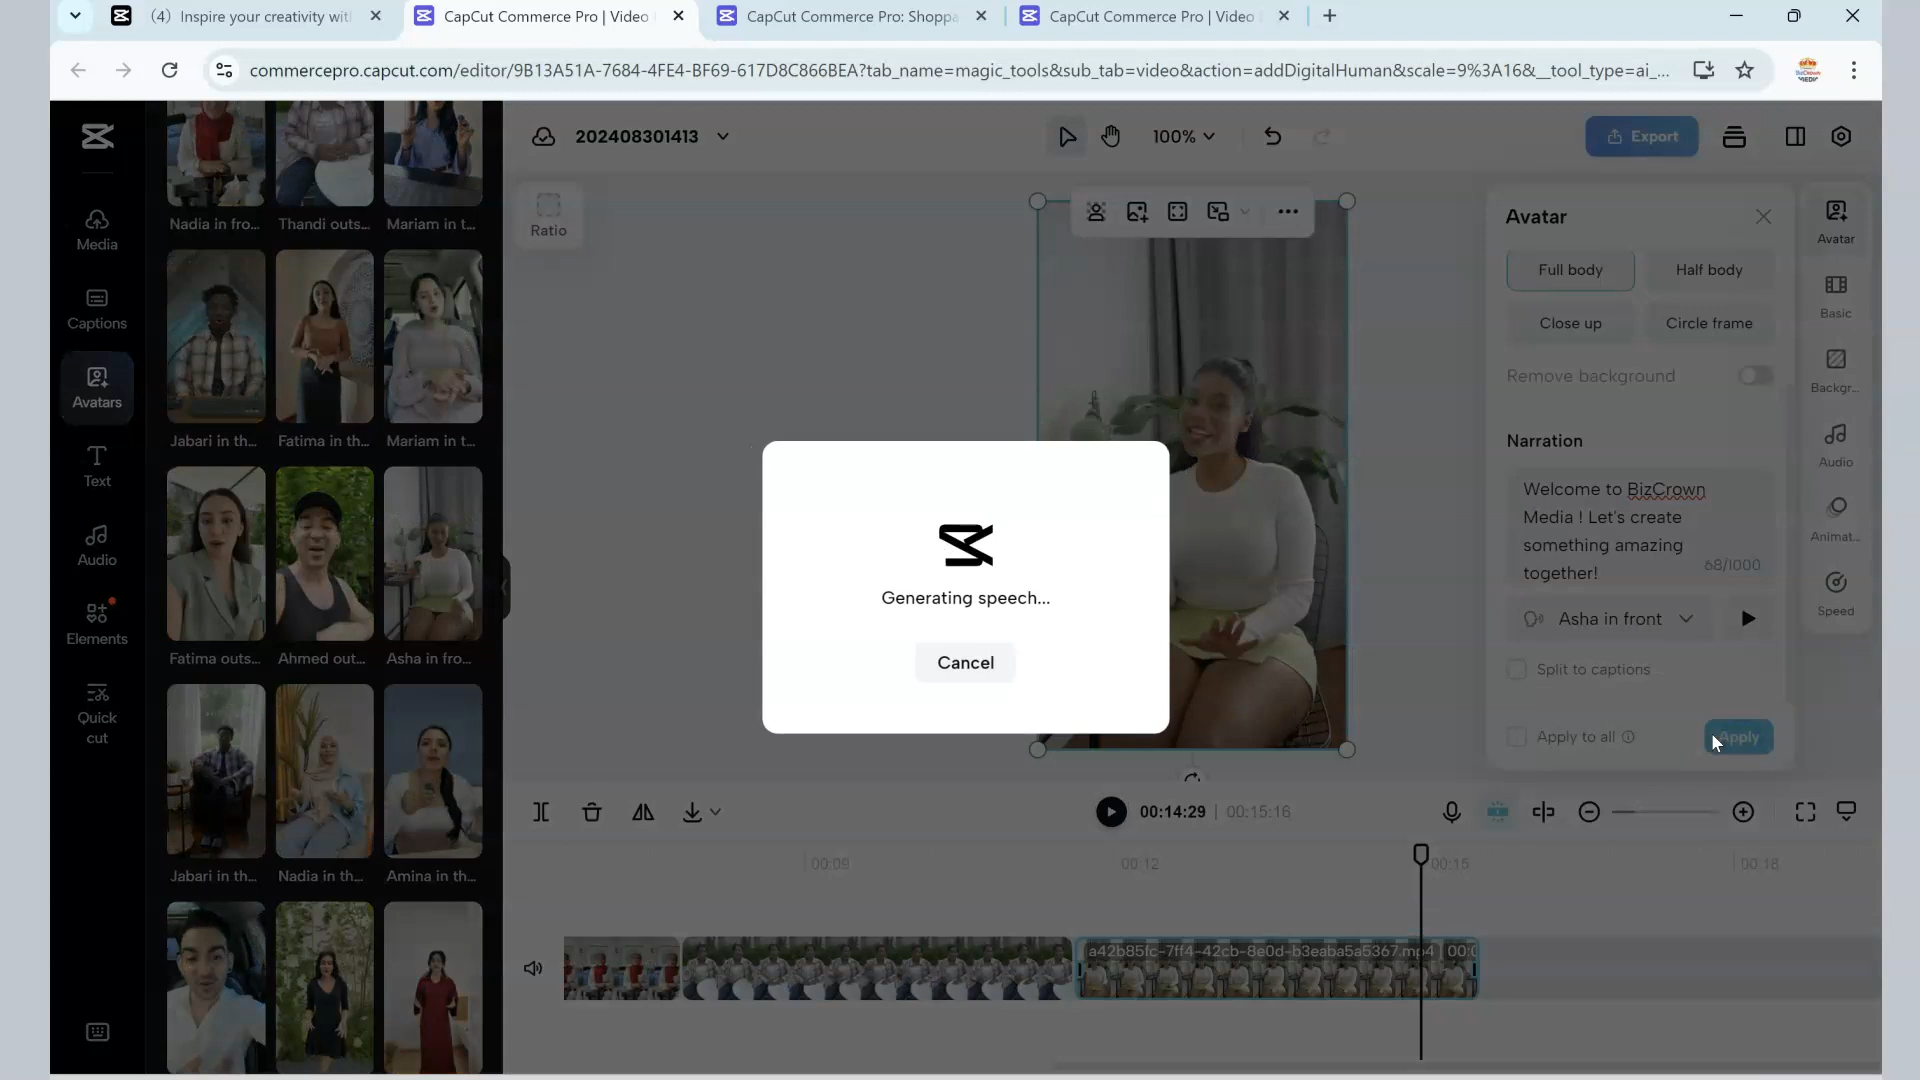 (4) Inspire your creativity wit
CapCut Commerce Pro | Video
CapCut Commerce Pro: Shoppa
CapCut Commerce Pro | Video
commercepro.capcut.com/editor/9B13A51A-7684-4FE4-BF69-617D8C866BEA?tab_name=magic_tools&sub_tab=video&action=addDigitalHuman&scale=9%3A16&__tool_type=ai_...
202408301413
100%
Export
Media
Captions
Avatars
Text
Audio
Elements
Quick
cut
Nadia in fro...
Thandi outs...
Mariam in t...
Jabari in th...
Fatima in th...
Mariam in t...
Fatima outs...
Ahmed out...
Asha in fro...
Jabari in th...
Nadia in th...
Amina in th...
Ratio
Generating speech...
Cancel
Avatar
Full body
Half body
Close up
Circle frame
Remove background
Narration
Welcome to BizCrown
Media ! Let's create
something amazing
together!
68/1000
Asha in front
Split to captions
Apply to all
Apply
Avatar
Basic
Backgr...
Audio
Animat...
Speed
00:14:29 | 00:15:16
00:09
00:12
00:15
00:18
a42b85fc-7ff4-42cb-8e0d-b3eaba5a5367.mp4 | 00:0